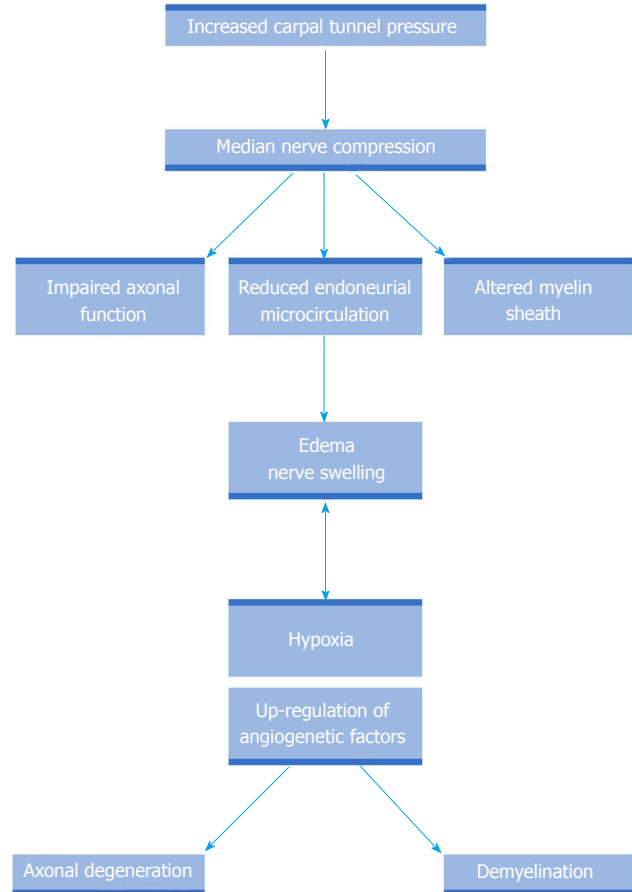 Increased carpal tunnel pressure
Median nerve compression
Impaired axonal
function
Reduced endoneurial
microcirculation
Altered myelin
sheath
Edema
nerve swelling
Hypoxia
Up-regulation of
angiogenetic factors
Axonal degeneration
Demyelination